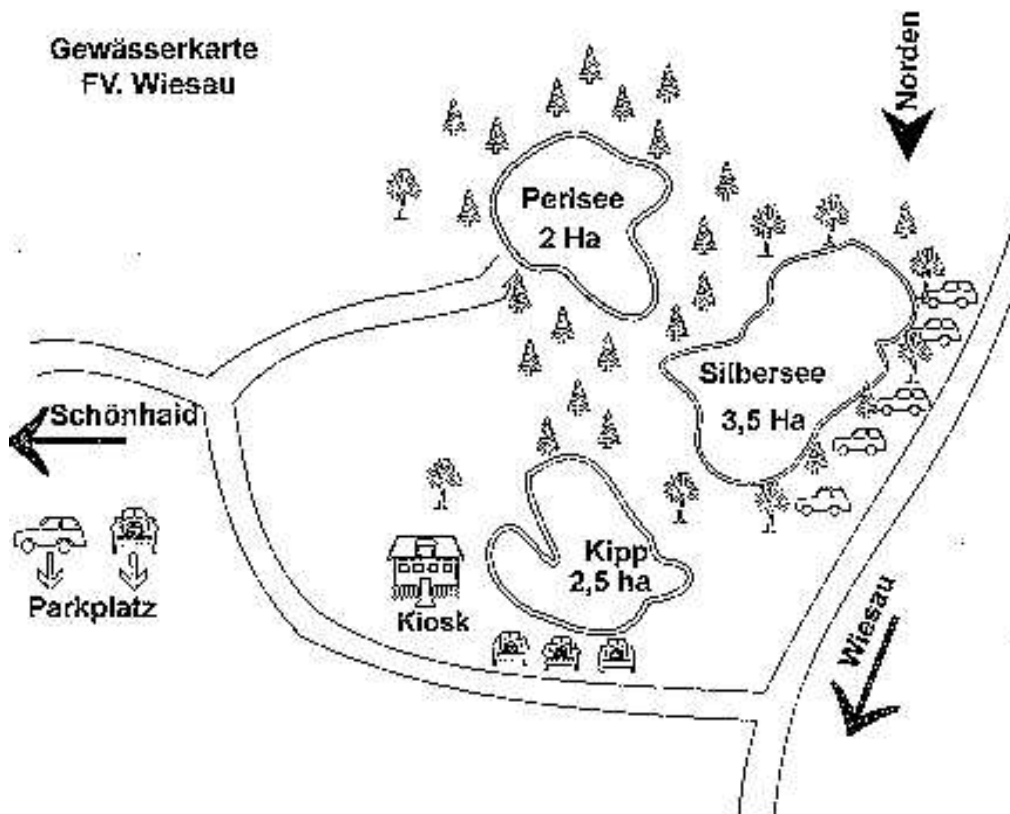 Gewässerkarte
FV. Wiesau
Norden
Perlsee
2 Ha
Silbersee
3,5 Ha
Schönhaid
Kipp
2,5 ha
Parkplatz
Kiosk
Wiesau